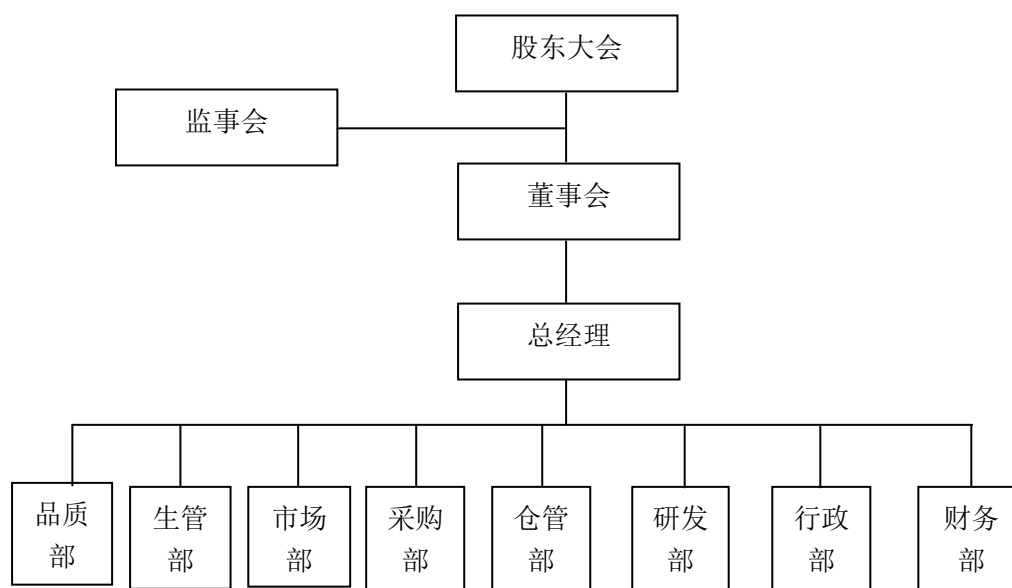 股东大会
监事会
董事会
总经理
品质
部
生管
部
市场
部
采购
部
仓管
部
研发
部
行政
部
财务
部